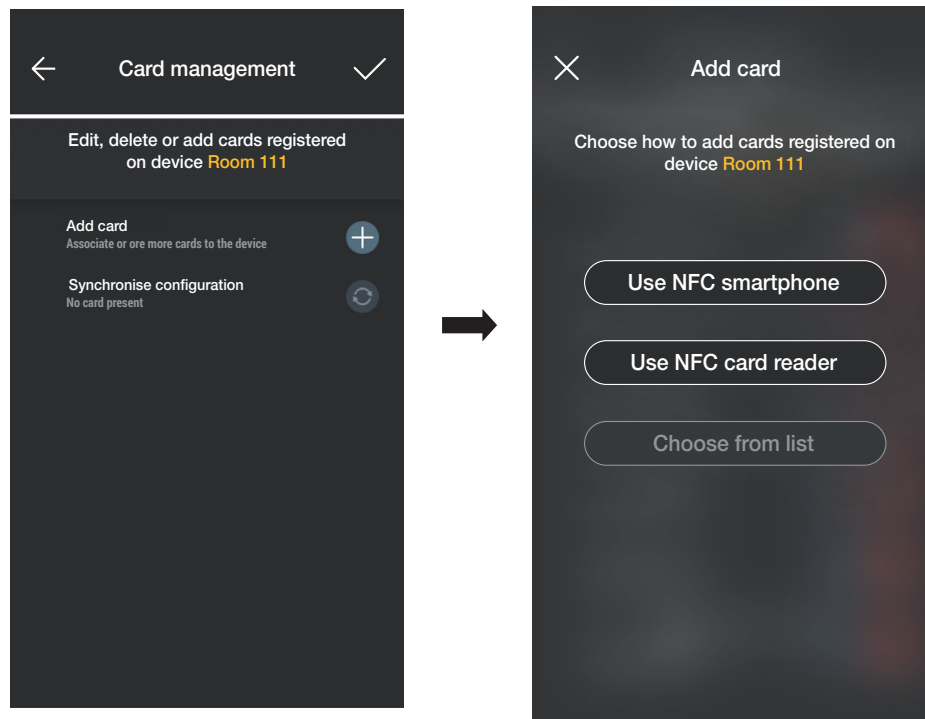 Card management
Edit, delete or add cards registered
on device Room 111
Add card
Associate or ore more cards to the device
Synchronise configuration
No card present
Add card
Choose how to add cards registered on
device Room 111
Use NFC smartphone
Use NFC card reader
Choose from list